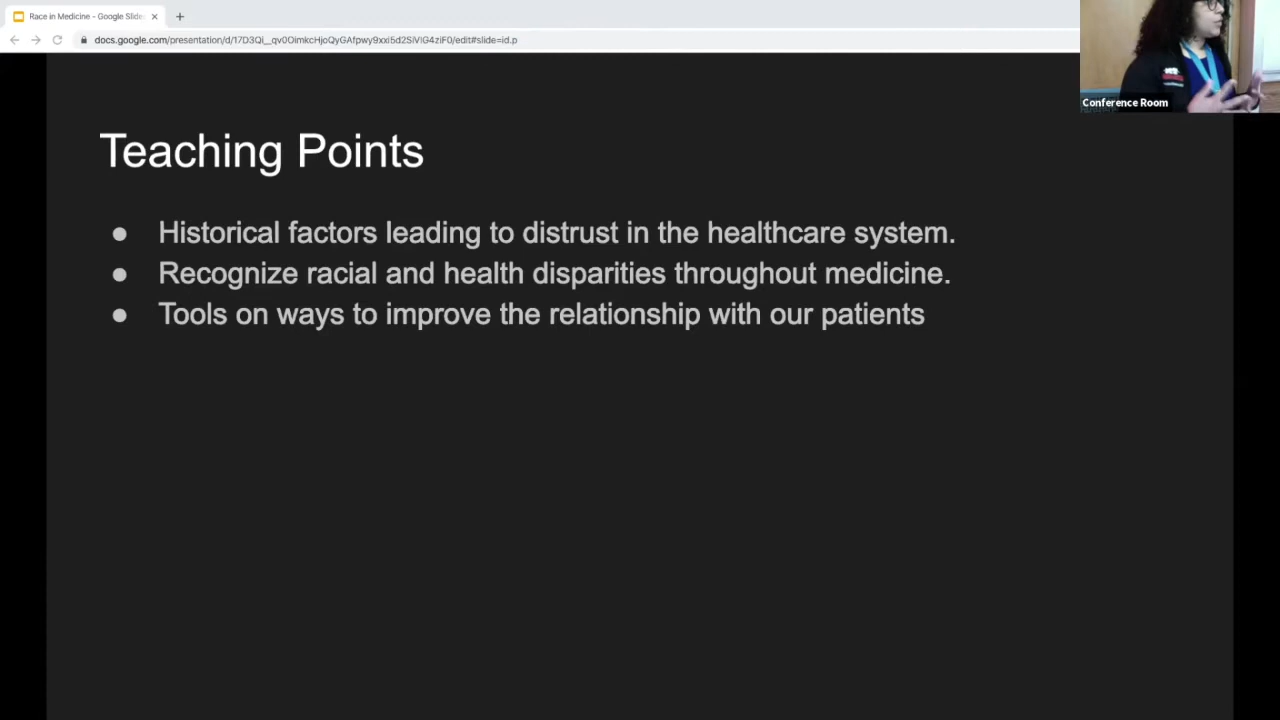 Race in Medicine - Google Slide
docs.google.com/presentation/d/17D3Qi__qv0OimkcHjoQyGAfpwy9xxi5d2SiVlG4ziF0/edit#slide=id.p
Conference Room
Teaching Points
● Historical factors leading to distrust in the healthcare system.
● Recognize racial and health disparities throughout medicine.
● Tools on ways to improve the relationship with our patients